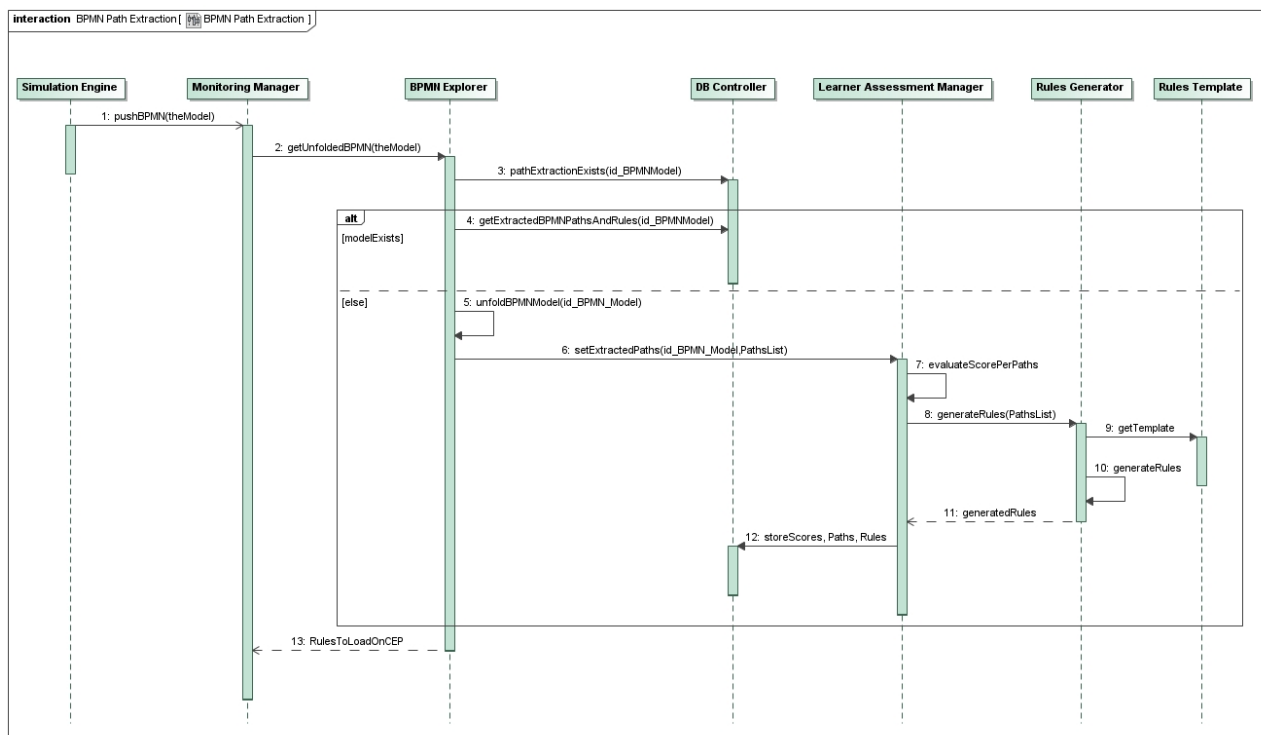 interaction BPMN Path Extraction [ BPMN Path Extraction ]
Simulation Engine
Monitoring Manager
BPMN Explorer
DB Controller
Learner Assessment Manager
Rules Generator
Rules Template
1: pushBPMN(theModel)
2: getUnfoldedBPMN(theModel)
3: pathExtractionExists(id_BPMNModel)
alt
4: getExtractedBPMNPathsAndRules(id_BPMNModel)
[modelExists]
[else]
5: unfoldBPMNModel(id_BPMN_Model)
6: setExtractedPaths(id_BPMN_Model,PathsList)
7: evaluateScorePerPaths
8: generateRules(PathsList)
9: getTemplate
10: generateRules
11: generatedRules
12: storeScores, Paths, Rules
13: RulesToLoadOnCEP